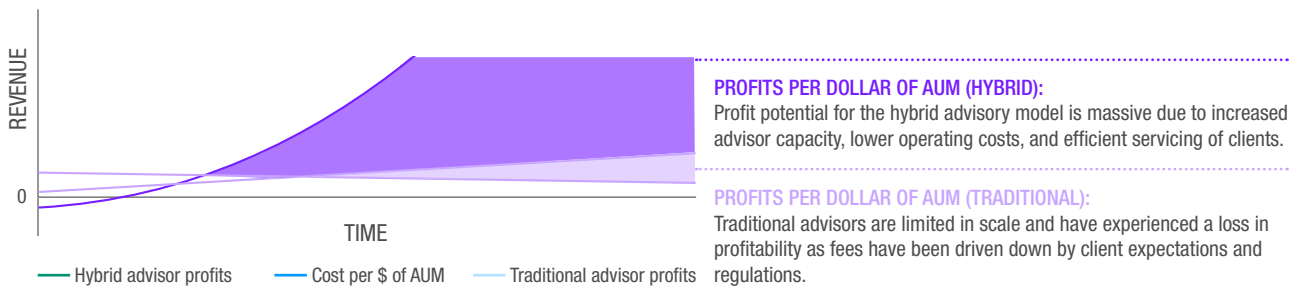 REVENUE
0
TIME
Hybrid advisor profits
Cost per $ of AUM
Traditional advisor profits
PROFITS PER DOLLAR OF AUM (HYBRID):
Profit potential for the hybrid advisory model is massive due to increased
advisor capacity, lower operating costs, and efficient servicing of clients.
PROFITS PER DOLLAR OF AUM (TRADITIONAL):
Traditional advisors are limited in scale and have experienced a loss in
profitability as fees have been driven down by client expectations and
regulations.